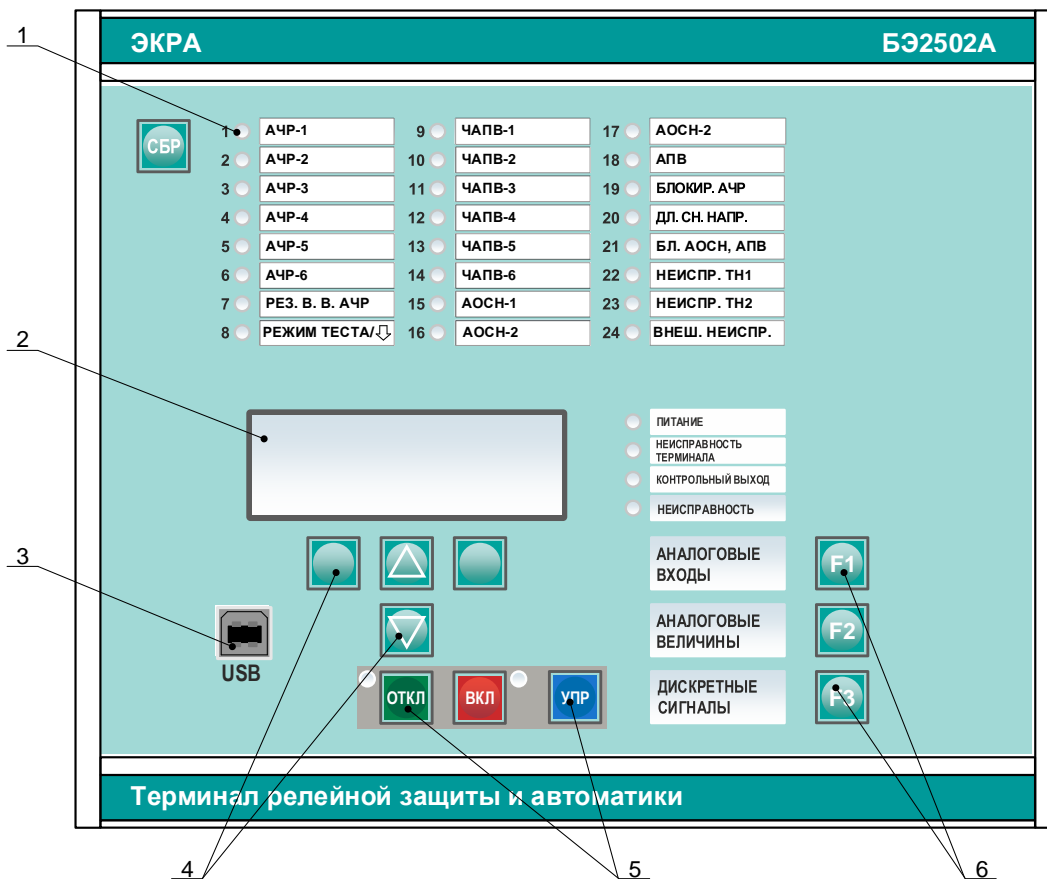 ЭКРА БЭ2502А
1
СБР
1 АЧР-1 9 ЧАПВ-1 17 АОСН-2
2 АЧР-2 10 ЧАПВ-2 18 АПВ
3 АЧР-3 11 ЧАПВ-3 19 БЛОКИР. АЧР
4 АЧР-4 12 ЧАПВ-4 20 ДЛ. СН. НАПР.
5 АЧР-5 13 ЧАПВ-5 21 БЛ. АОСН, АПВ
6 АЧР-6 14 ЧАПВ-6 22 НЕИСПР. ТН1
7 РЕЗ. В. В. АЧР 15 АОСН-1 23 НЕИСПР. ТН2
8 РЕЖИМ ТЕСТА/ 16 АОСН-2 24 ВНЕШ. НЕИСПР.
2
ПИТАНИЕ
НЕИСПРАВНОСТЬ
ТЕРМИНАЛА
КОНТРОЛЬНЫЙ ВЫХОД
НЕИСПРАВНОСТЬ
3
АНАЛОГОВЫЕ
ВХОДЫ
F1
АНАЛОГОВЫЕ
ВЕЛИЧИНЫ
F2
USB
ОТКЛ ВКЛ УПР
ДИСКРЕТНЫЕ
СИГНАЛЫ
F3
Терминал релейной защиты и автоматики
4 5 6